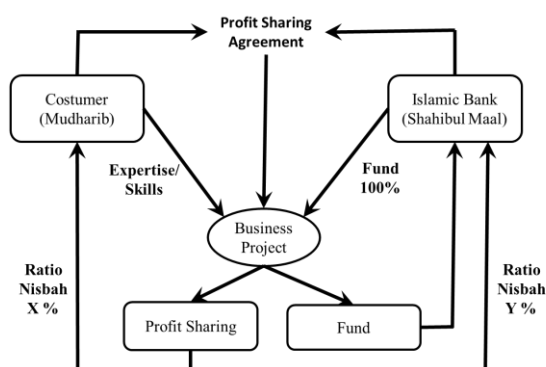 Profit Sharing
Agreement
Costumer
(Mudharib)
Islamic Bank
(Shahibul Maal)
Expertise/
Skills
Fund
100%
Business
Project
Ratio
Nisbah
X %
Ratio
Nisbah
Y %
Profit Sharing
Fund